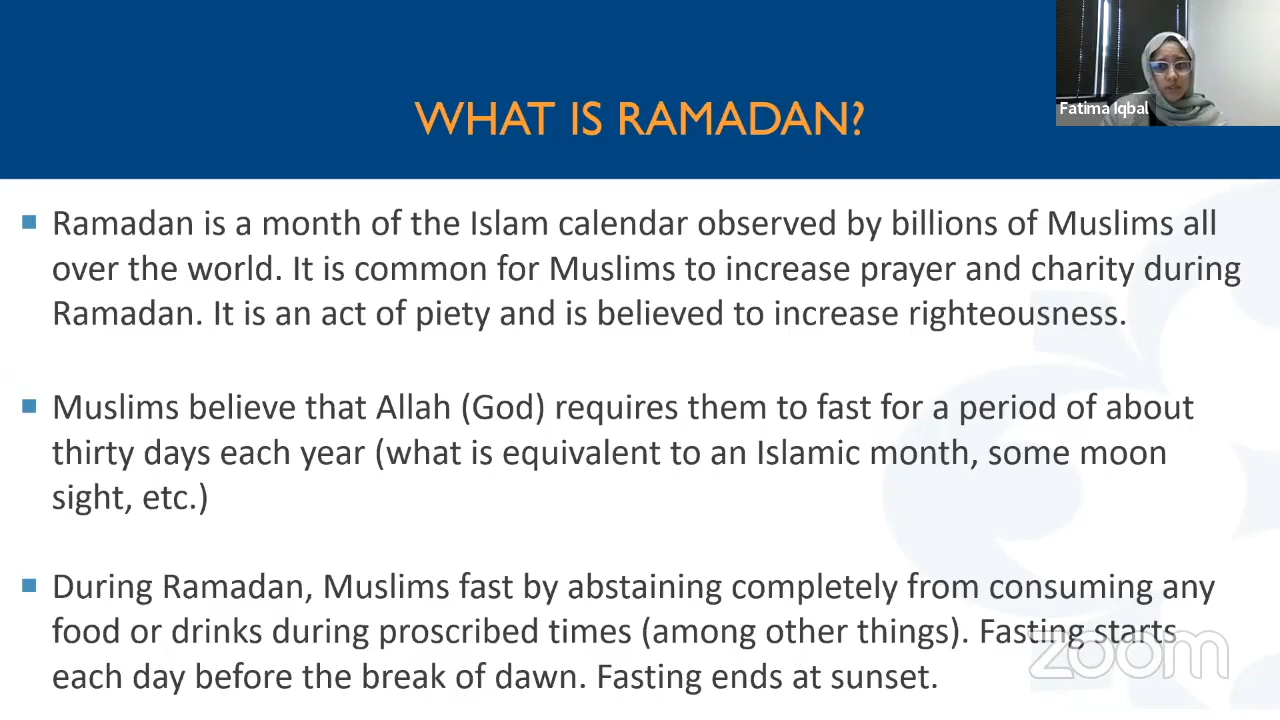 WHAT IS RAMADAN?
Fatima Iqbal
Ramadan is a month of the Islam calendar observed by billions of Muslims all
over the world. It is common for Muslims to increase prayer and charity during
Ramadan. It is an act of piety and is believed to increase righteousness.
Muslims believe that Allah (God) requires them to fast for a period of about
thirty days each year (what is equivalent to an Islamic month, some moon
sight, etc.)
During Ramadan, Muslims fast by abstaining completely from consuming any
food or drinks during proscribed times (among other things). Fasting starts
each day before the break of dawn. Fasting ends at sunset.
zoom